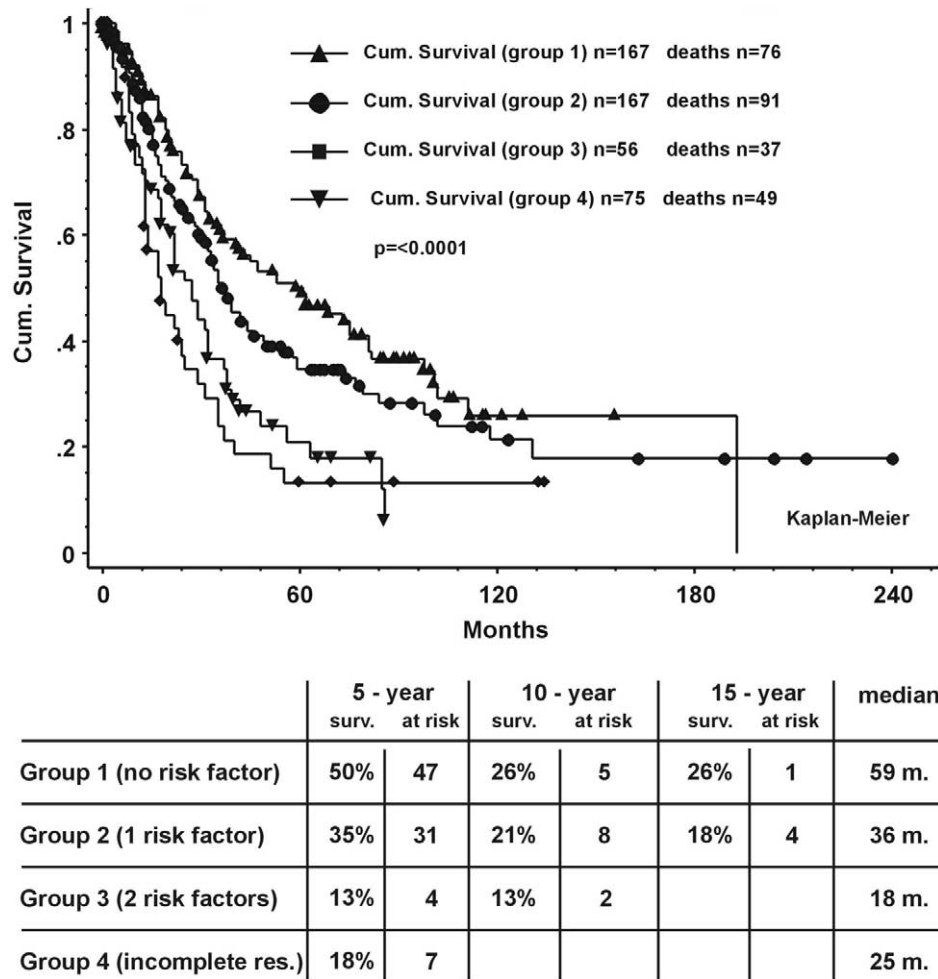 1
Cum. Survival (group 1) n=167 deaths n=76
Cum. Survival (group 2) n=167 deaths n=91
.8
Cum. Survival (group 3) n=56 deaths n=37
Cum. Survival (group 4) n=75 deaths n=49
.6
p=<0.0001
Cum. Survival
.4
.2
Kaplan-Meier
0
0 60 120 180 240
Months
5 - year 10 - year 15 - year median
surv. at risk surv. at risk surv. at risk
Group 1 (no risk factor) 50% 47 26% 5 26% 1 59 m.
Group 2 (1 risk factor) 35% 31 21% 8 18% 4 36 m.
Group 3 (2 risk factors) 13% 4 13% 2 18 m.
Group 4 (incomplete res.) 18% 7 25 m.